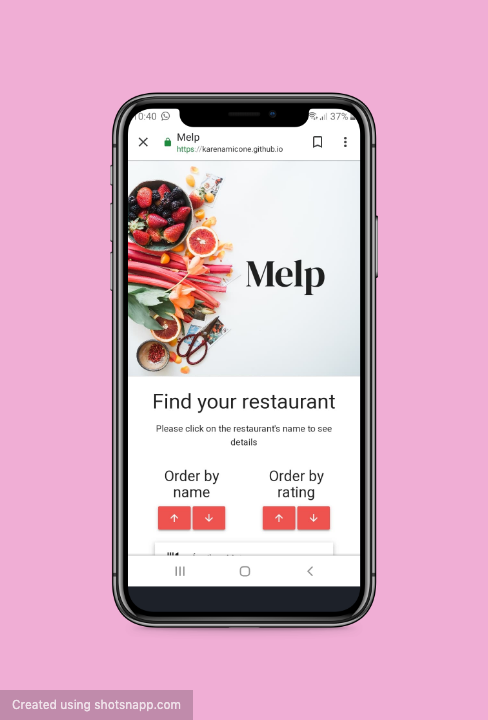 10:40
37%
Melp
https://karenamicone.github.io
Melp
Find your restaurant
Please click on the restaurant's name to see
details
Order by
name
Order by
rating
Created using shotsnapp.com